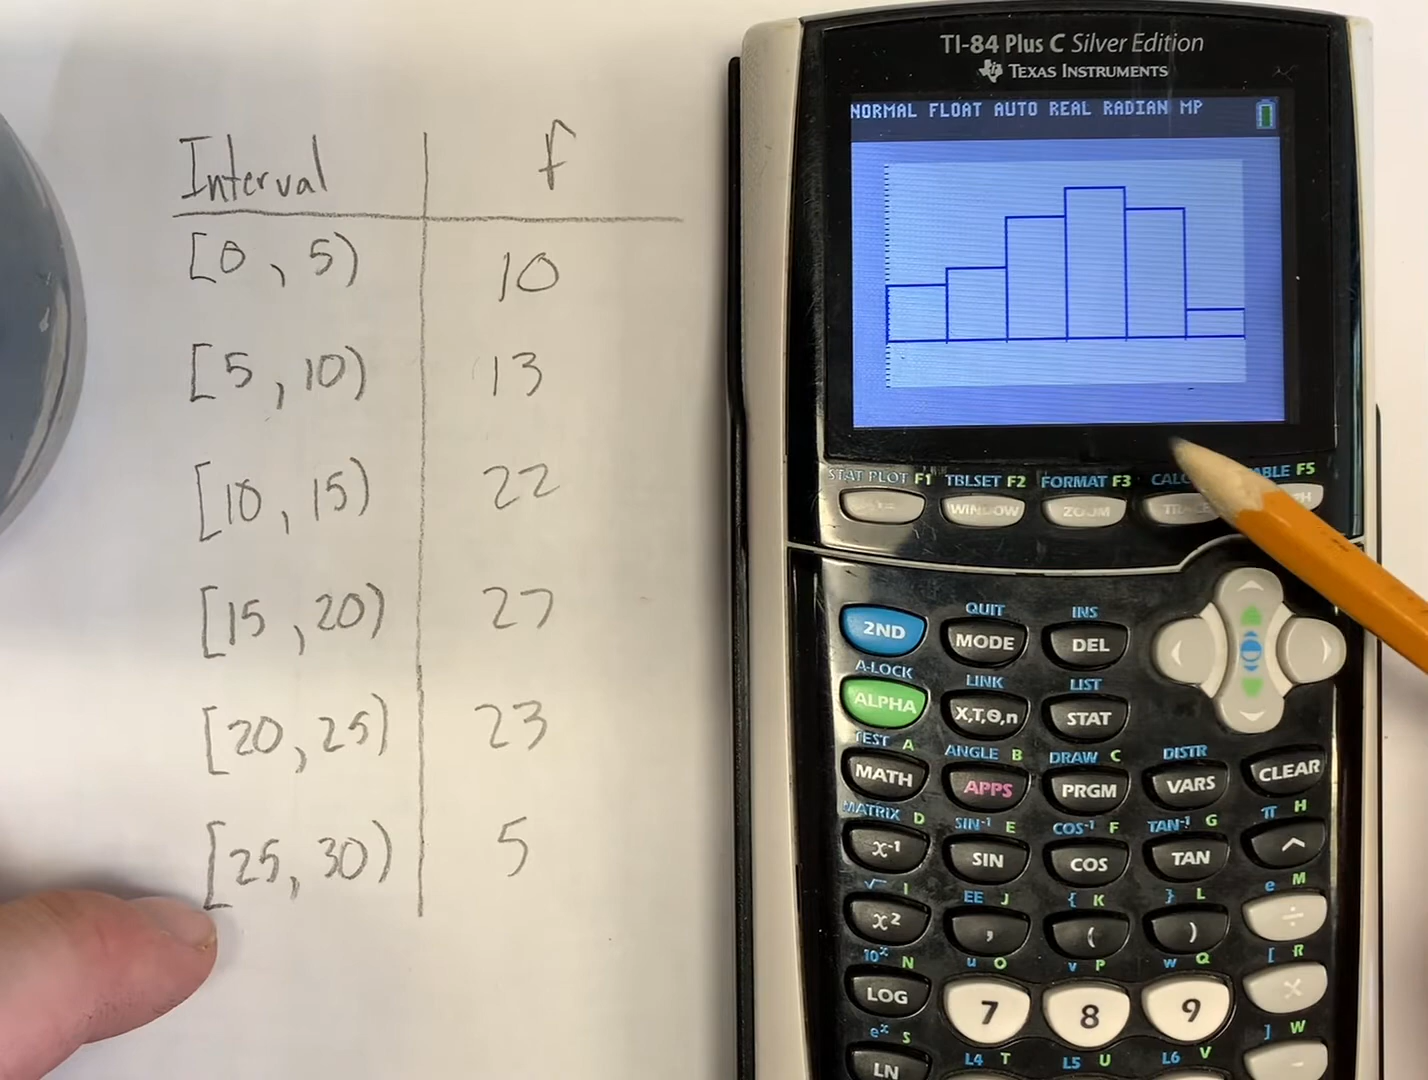 Interval f
[0, 5) 10
[5, 10) 13
[10, 15) 22
[15, 20) 27
[20, 25) 23
[25, 30) 5
TI-84 Plus C Silver Edition
TEXAS INSTRUMENTS
NORMAL FLOAT AUTO REAL RADIAN MP
STAT PLOT F1 TBLSET F2 FORMAT F3 F5
WINDOW ZOOM
QUIT INS
2ND MODE DEL
A-LOCK LINK LIST
ALPHA X,T,θ,n STAT
TEST A ANGLE B DRAW C DISTR
MATH APPS PRGM VARS CLEAR
MATRIX D SIN⁻¹ E COS⁻¹ F TAN⁻¹ G π H
x⁻¹ SIN COS TAN ^
√ I EE J { K } L e M
x² , ( ) ÷
10ˣ N u O v P w Q [ R
LOG 7 8 9 ×
eˣ S L4 T L5 U L6 V ] W
LN −